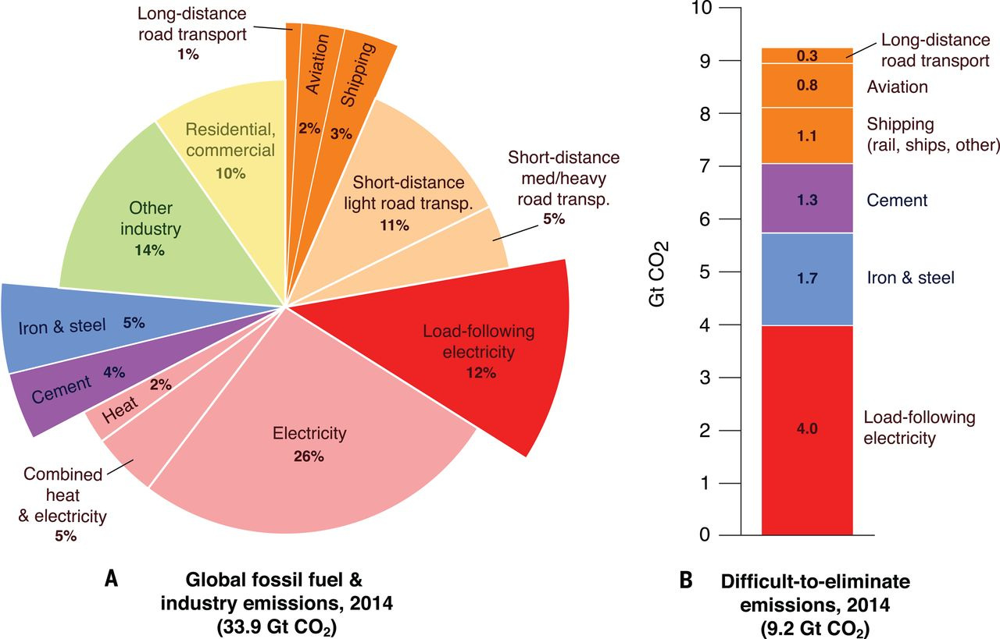 Long-distance
road transport
1%
Aviation
2%
Shipping
3%
Short-distance
light road transp.
11%
Short-distance
med/heavy
road transp.
5%
Load-following
electricity
12%
Electricity
26%
Combined
heat
& electricity
5%
Heat
2%
Cement 4%
Iron & steel 5%
Other
industry
14%
Residential,
commercial
10%
A
Global fossil fuel &
industry emissions, 2014
(33.9 Gt CO₂)
Gt CO₂
10
9
8
7
6
5
4
3
2
1
0
0.3
Long-distance
road transport
0.8
Aviation
1.1
Shipping
(rail, ships, other)
1.3
Cement
1.7
Iron & steel
4.0
Load-following
electricity
B
Difficult-to-eliminate
emissions, 2014
(9.2 Gt CO₂)